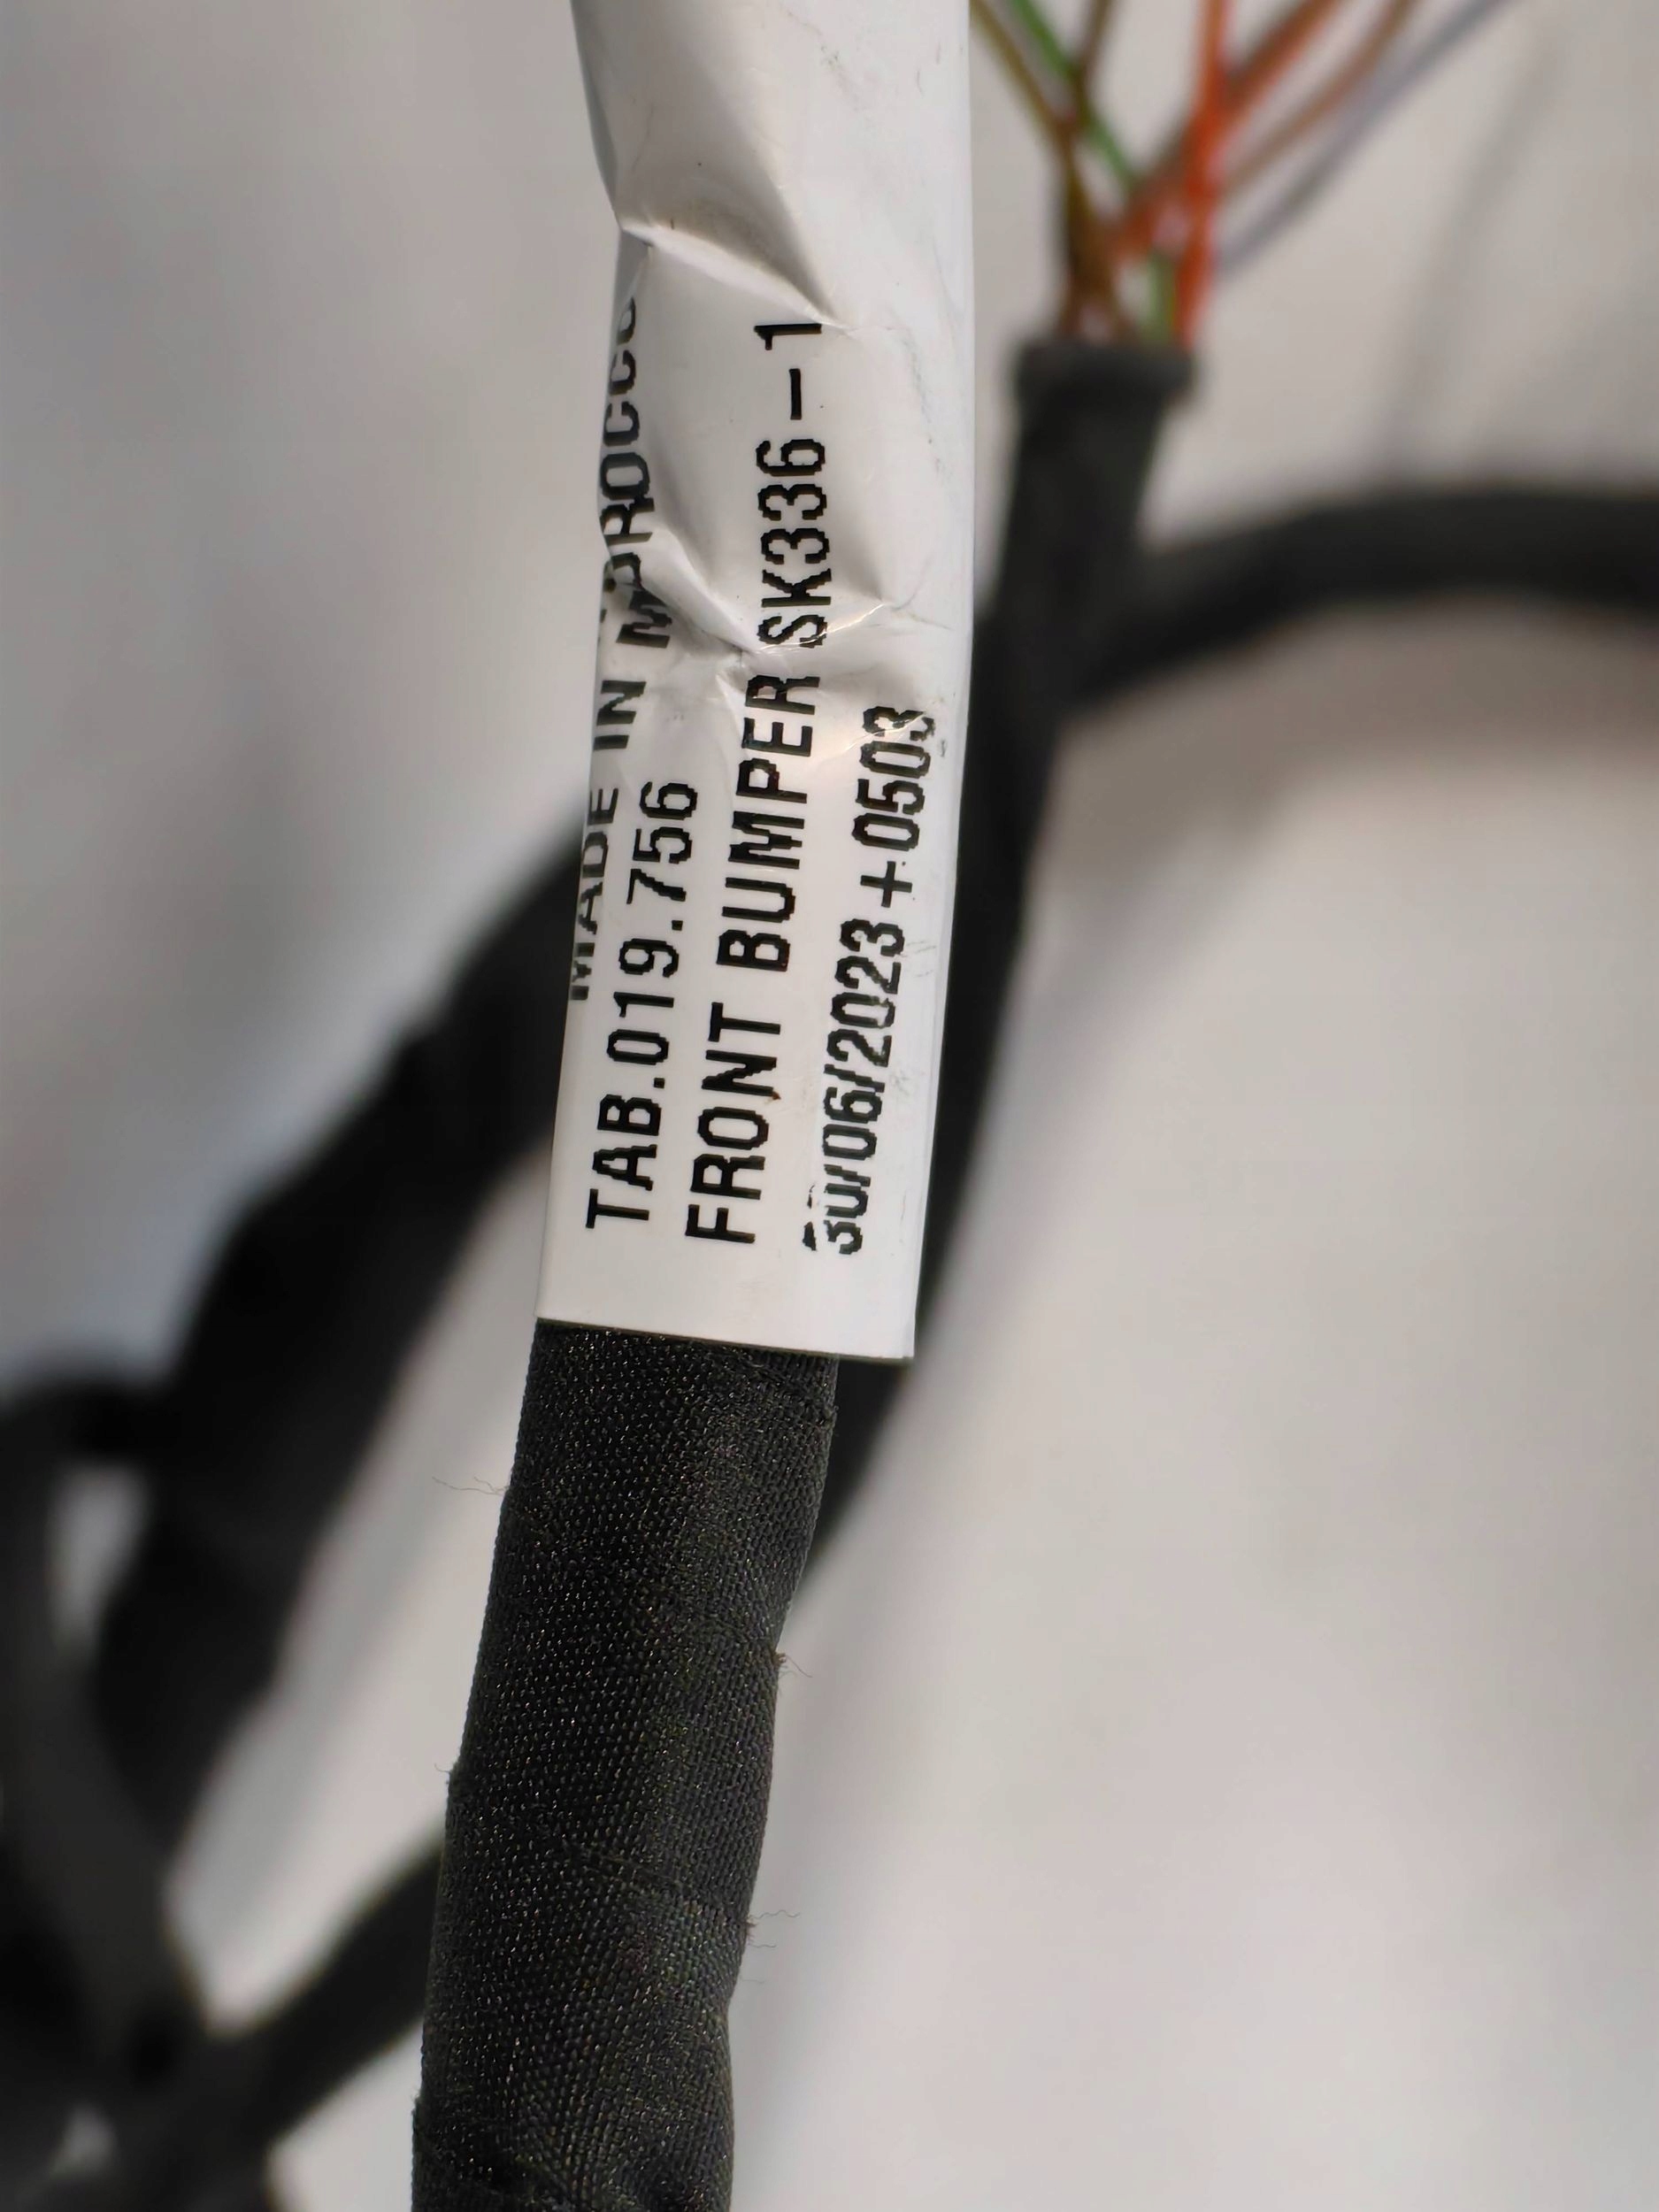 MADE IN MOROCCO
TAB.019.756
FRONT BUMPER SK336-1
30/06/2023+0503